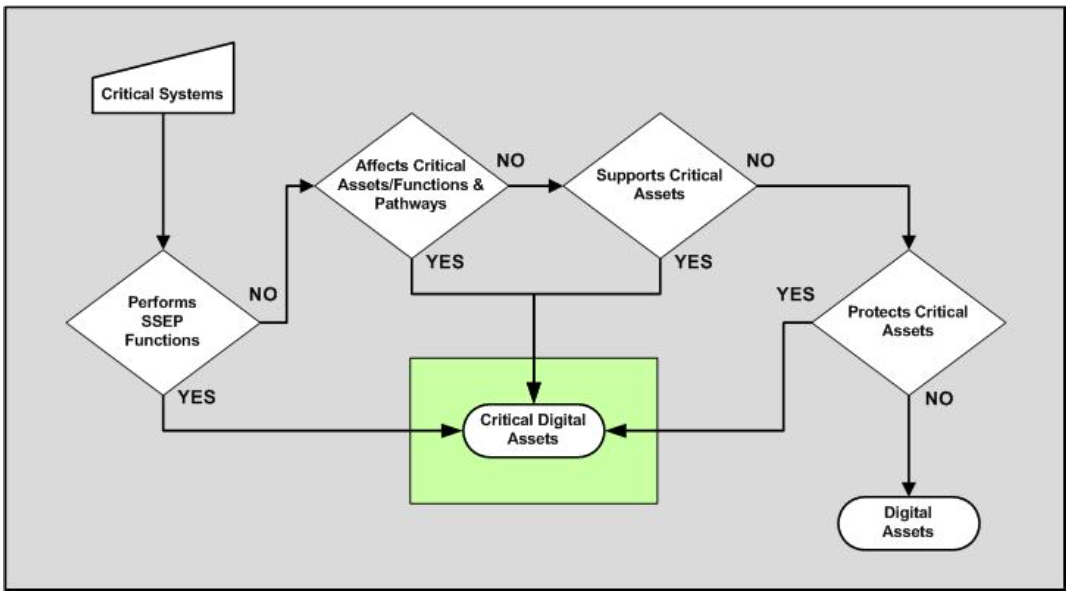 Critical Systems
Affects Critical
Assets/Functions &
Pathways
NO
Supports Critical
Assets
NO
YES
YES
Performs
SSEP
Functions
NO
YES
YES
Protects Critical
Assets
NO
Critical Digital
Assets
Digital
Assets